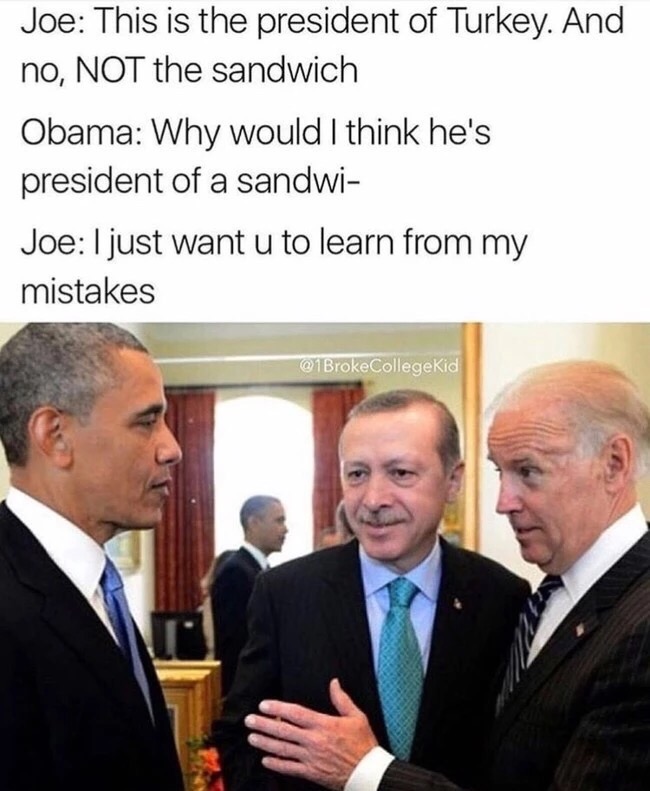 Joe: This is the president of Turkey. And
no, NOT the sandwich
Obama: Why would I think he's
president of a sandwi-
Joe: I just want u to learn from my
mistakes
@1BrokeCollegeKid